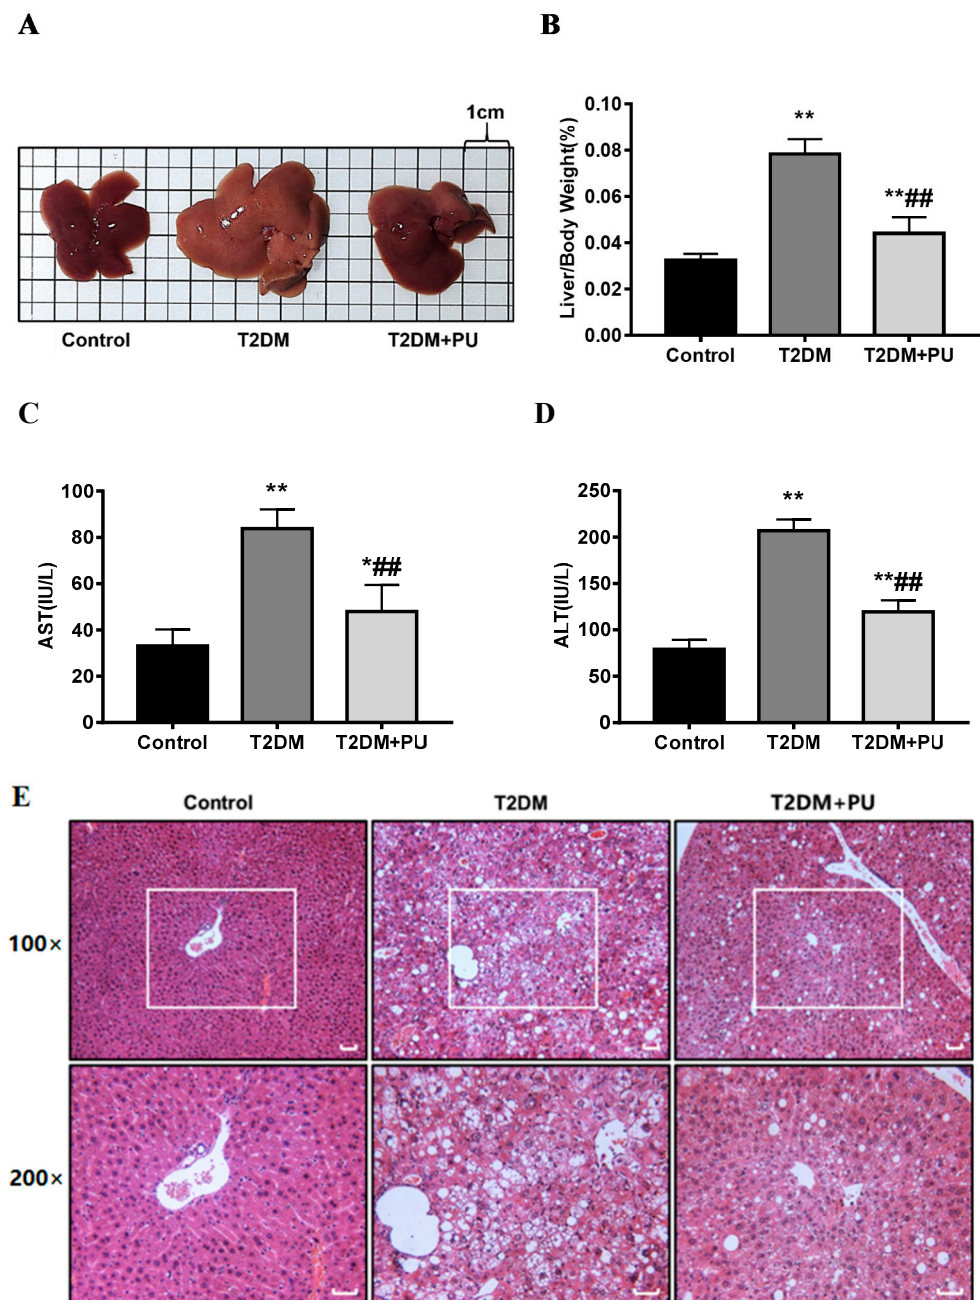 A
1cm
Control
T2DM
T2DM+PU
B
Liver/Body Weight(%)
0.10
0.08
0.06
0.04
0.02
0.00
**
**##
Control
T2DM
T2DM+PU
C
AST(IU/L)
100
80
60
40
20
0
**
*##
Control
T2DM
T2DM+PU
D
ALT(IU/L)
250
200
150
100
50
0
**
**##
Control
T2DM
T2DM+PU
E
Control
T2DM
T2DM+PU
100×
200×